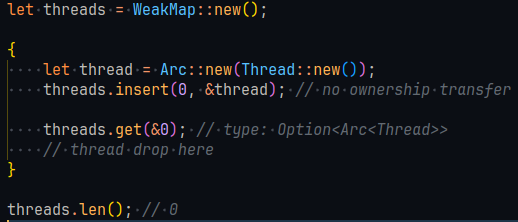 let threads = WeakMap::new();
{
····let thread = Arc::new(Thread::new());
····threads.insert(0, &thread); //·no·ownership·transfer
····threads.get(&0); //·type:·Option<Arc<Thread>>
····//·thread·drop·here
}
threads.len(); //·0